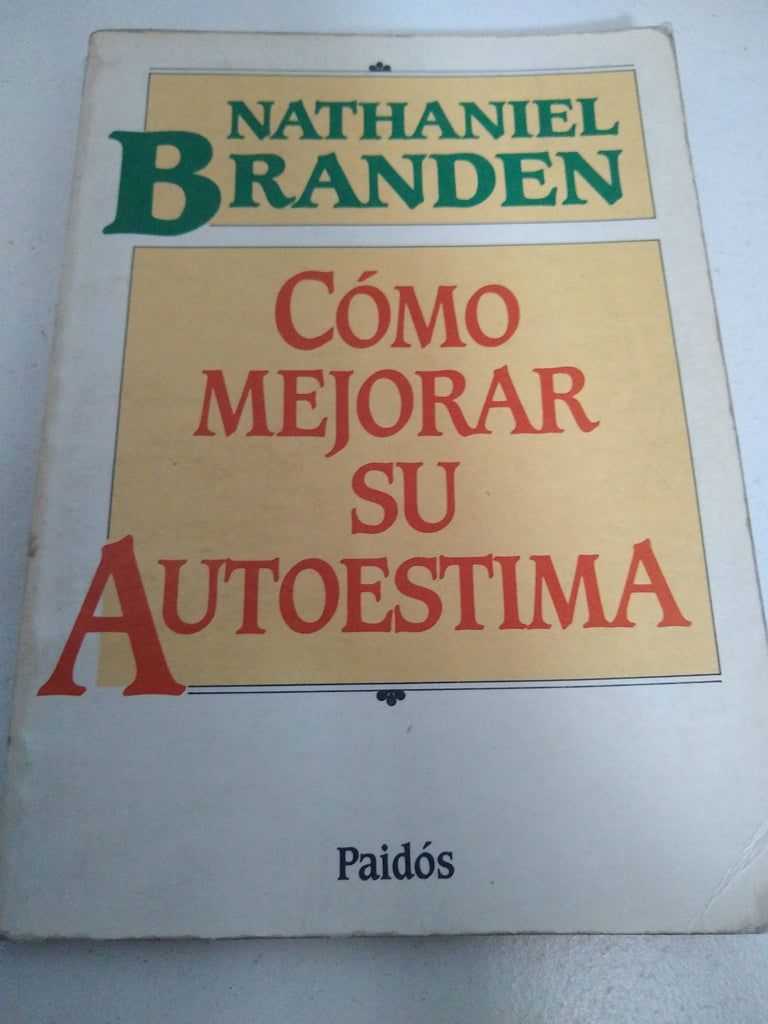 NATHANIEL
BRANDEN
CÓMO
MEJORAR
SU
AUTOESTIMA
Paidós